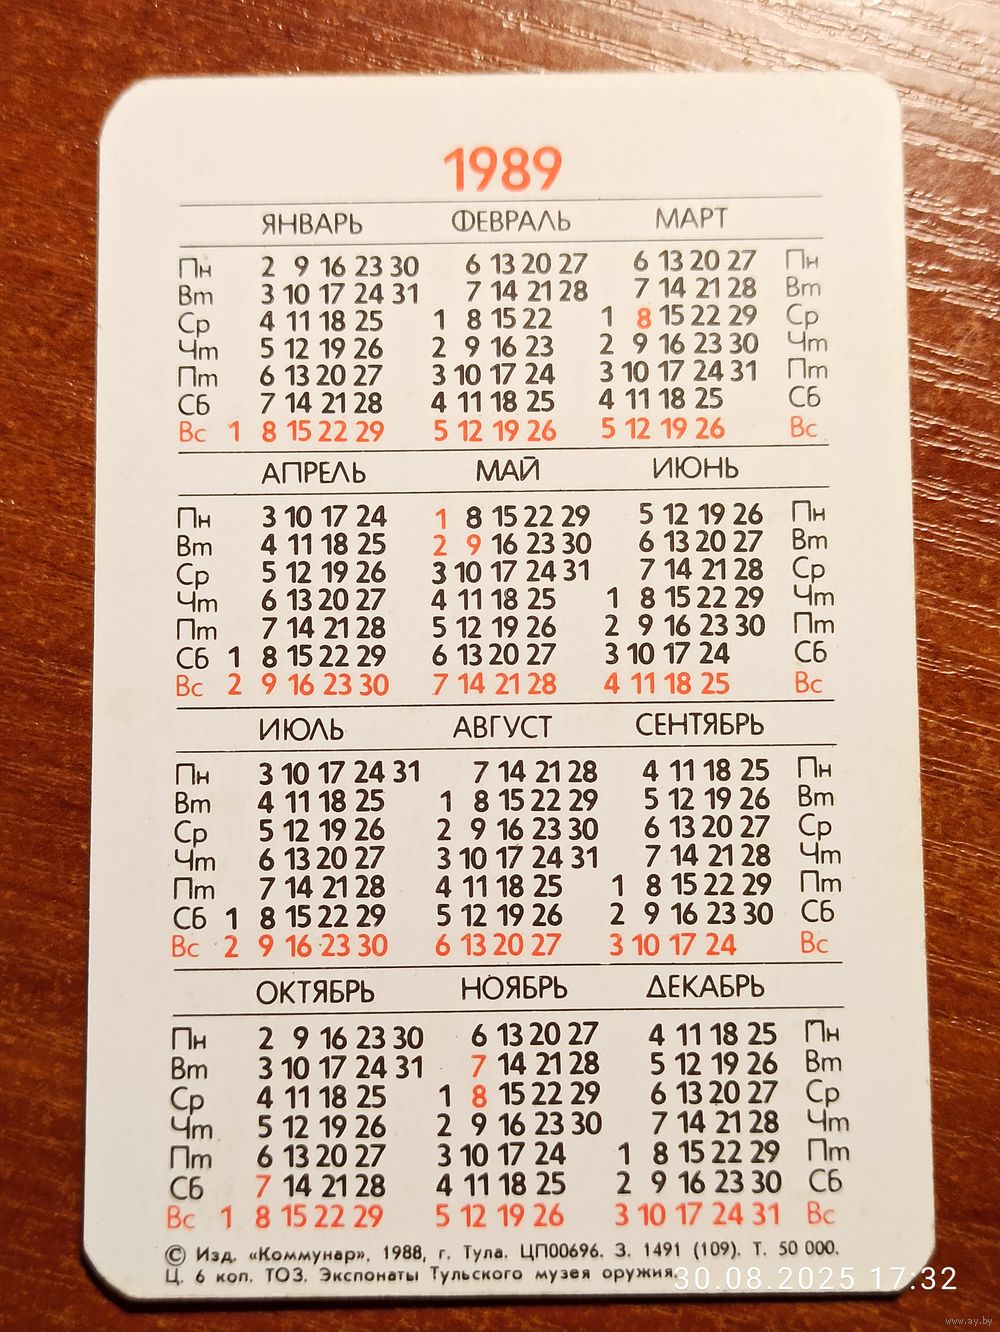 1989
ЯНВАРЬ ФЕВРАЛЬ МАРТ
Пн 2 9 16 23 30 6 13 20 27 6 13 20 27 Пн
Вт 3 10 17 24 31 7 14 21 28 7 14 21 28 Вт
Ср 4 11 18 25 1 8 15 22 1 8 15 22 29 Ср
Чт 5 12 19 26 2 9 16 23 2 9 16 23 30 Чт
Пт 6 13 20 27 3 10 17 24 3 10 17 24 31 Пт
Сб 7 14 21 28 4 11 18 25 4 11 18 25 Сб
Вс 1 8 15 22 29 5 12 19 26 5 12 19 26 Вс
АПРЕЛЬ МАЙ ИЮНЬ
Пн 3 10 17 24 1 8 15 22 29 5 12 19 26 Пн
Вт 4 11 18 25 2 9 16 23 30 6 13 20 27 Вт
Ср 5 12 19 26 3 10 17 24 31 7 14 21 28 Ср
Чт 6 13 20 27 4 11 18 25 1 8 15 22 29 Чт
Пт 7 14 21 28 5 12 19 26 2 9 16 23 30 Пт
Сб 1 8 15 22 29 6 13 20 27 3 10 17 24 Сб
Вс 2 9 16 23 30 7 14 21 28 4 11 18 25 Вс
ИЮЛЬ АВГУСТ СЕНТЯБРЬ
Пн 3 10 17 24 31 7 14 21 28 4 11 18 25 Пн
Вт 4 11 18 25 1 8 15 22 29 5 12 19 26 Вт
Ср 5 12 19 26 2 9 16 23 30 6 13 20 27 Ср
Чт 6 13 20 27 3 10 17 24 31 7 14 21 28 Чт
Пт 7 14 21 28 4 11 18 25 1 8 15 22 29 Пт
Сб 1 8 15 22 29 5 12 19 26 2 9 16 23 30 Сб
Вс 2 9 16 23 30 6 13 20 27 3 10 17 24 Вс
ОКТЯБРЬ НОЯБРЬ ДЕКАБРЬ
Пн 2 9 16 23 30 6 13 20 27 4 11 18 25 Пн
Вт 3 10 17 24 31 7 14 21 28 5 12 19 26 Вт
Ср 4 11 18 25 1 8 15 22 29 6 13 20 27 Ср
Чт 5 12 19 26 2 9 16 23 30 7 14 21 28 Чт
Пт 6 13 20 27 3 10 17 24 1 8 15 22 29 Пт
Сб 7 14 21 28 4 11 18 25 2 9 16 23 30 Сб
Вс 1 8 15 22 29 5 12 19 26 3 10 17 24 31 Вс
© Изд. «Коммунар», 1988, г. Тула. ЦП00696. З. 1491 (109). Т. 50 000.
Ц. 6 коп. ТОЗ. Экспонаты Тульского музея оружия.
30.08.2025 17:32
www.ay.by